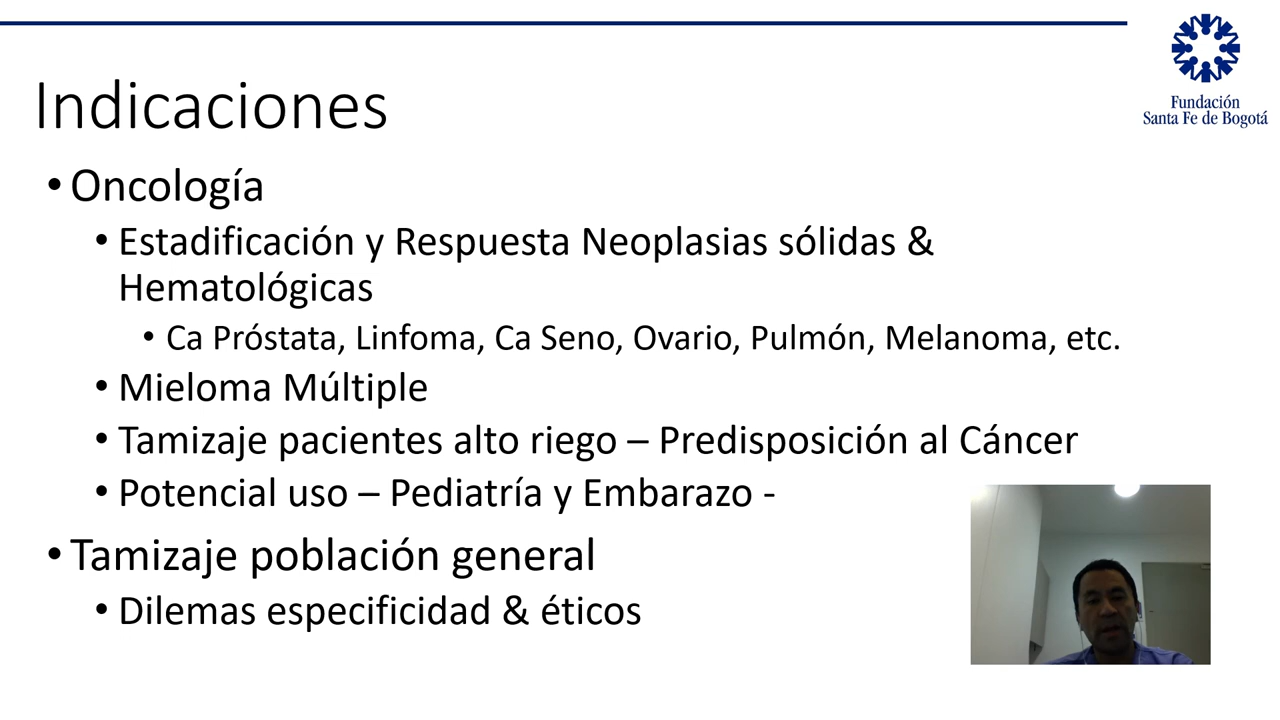 Fundación
Santa Fe de Bogotá
Indicaciones
• Oncología
• Estadificación y Respuesta Neoplasias sólidas &
Hematológicas
• Ca Próstata, Linfoma, Ca Seno, Ovario, Pulmón, Melanoma, etc.
• Mieloma Múltiple
• Tamizaje pacientes alto riego – Predisposición al Cáncer
• Potencial uso – Pediatría y Embarazo -
• Tamizaje población general
• Dilemas especificidad & éticos